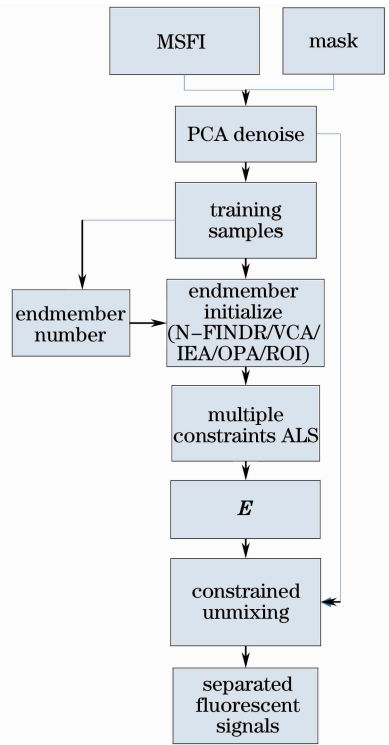 MSFI
mask
PCA denoise
training
samples
endmember
number
endmember
initialize
(N−FINDR/VCA/
IEA/OPA/ROI)
multiple
constraints ALS
E
constrained
unmixing
separated
fluorescent
signals